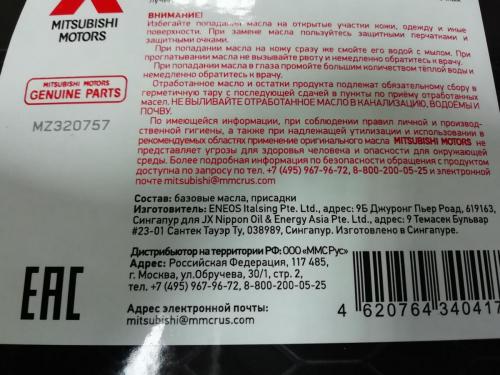 MITSUBISHI
MOTORS
MITSUBISHI MOTORS
GENUINE PARTS
MZ320757
ВНИМАНИЕ!
Избегайте попадания масла на открытые участки кожи, одежду и иные
поверхности. При замене масла пользуйтесь защитными перчатками и
защитными очками.
При попадании масла на кожу сразу же смойте его водой с мылом. При
проглатывании масла не вызывайте рвоту и немедленно обратитесь к врачу.
При попадании масла в глаза промойте большим количеством тёплой воды и
немедленно обратитесь к врачу.
Отработанное масло и остатки продукта подлежат обязательному сбору в
герметичную тару с последующей сдачей в пункты по приёму отработанных
масел. НЕ ВЫЛИВАЙТЕ ОТРАБОТАННОЕ МАСЛО В КАНАЛИЗАЦИЮ, ВОДОЁМЫ И
ПОЧВУ.
По имеющейся информации, при соблюдении правил личной и производ-
ственной гигиены, а также при надлежащей утилизации и использовании в
рекомендуемых областях применение оригинального масла MITSUBISHI MOTORS не
представляет угрозы для здоровья человека и опасности для окружающей
среды. Более подробная информация по безопасности обращения с продуктом
доступна по запросу по тел. +7 (495) 967-96-72, 8-800-200-05-25 и электронной
почте mitsubishi@mmcrus.com
Состав: базовые масла, присадки
Изготовитель: ENEOS Italsing Pte. Ltd., адрес: 9Б Джуронг Пьер Роуд, 619163,
Сингапур для JX Nippon Oil & Energy Asia Pte. Ltd., адрес: 9 Темасек Бульвар
#23-01 Сантек Тауэр Ту, 038989, Сингапур. Изготовлено в Сингапуре.
Дистрибьютор на территории РФ: ООО «ММС Рус»
Адрес: Российская Федерация, 117 485,
г. Москва, ул.Обручева, 30/1, стр. 2,
тел. +7 (495) 967-96-72, 8-800-200-05-25
Адрес электронной почты:
mitsubishi@mmcrus.com
EAC
4 620764 340417